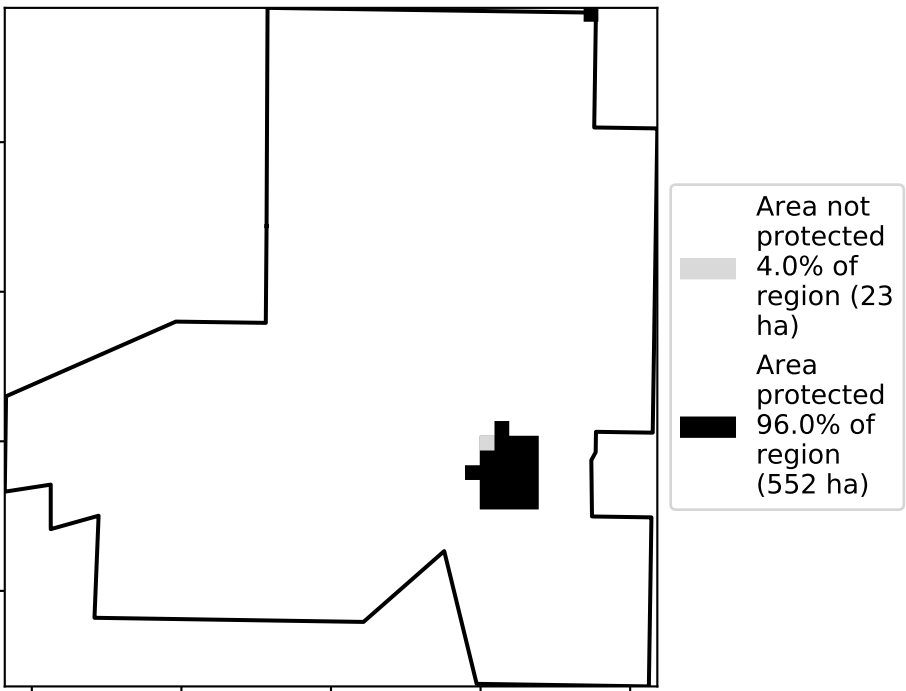 Area not
protected
4.0% of
region (23
ha)
Area
protected
96.0% of
region
(552 ha)